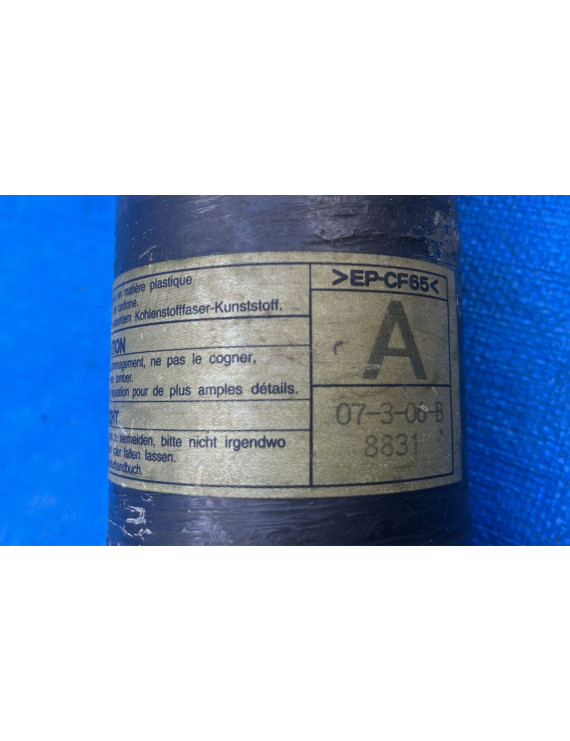 en matière plastique
de carbone.
Kohlenstofffaser-Kunststoff.
TION
ne pas le cogner,
tomber.
pour de plus amples détails.
HT
vermeiden, bitte nicht irgendwo
oder fallen lassen.
>EP-CF65<
A
07-3-06-B
8831